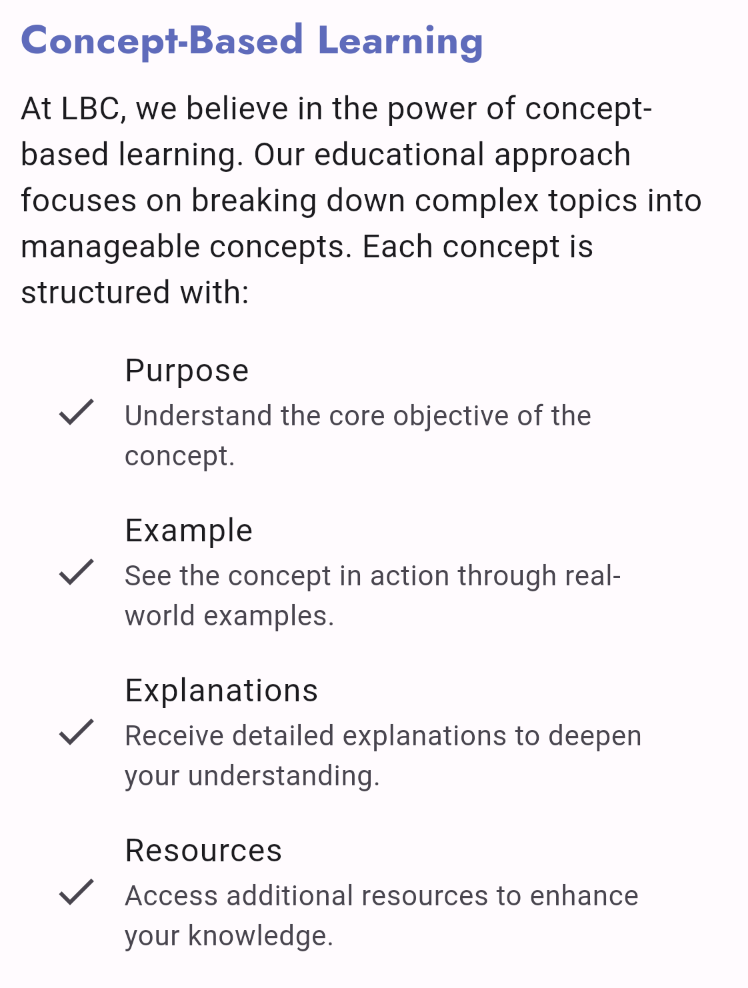 Concept-Based Learning
At LBC, we believe in the power of concept-
based learning. Our educational approach
focuses on breaking down complex topics into
manageable concepts. Each concept is
structured with:
Purpose
Understand the core objective of the
concept.
Example
See the concept in action through real-
world examples.
Explanations
Receive detailed explanations to deepen
your understanding.
Resources
Access additional resources to enhance
your knowledge.